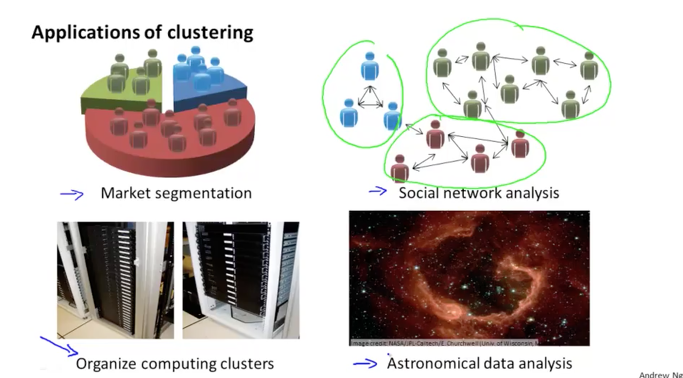 Applications of clustering
Market segmentation
Social network analysis
Organize computing clusters
Image credit: NASA/JPL-Caltech/E. Churchwell (Univ. of Wisconsin, M
Astronomical data analysis
Andrew Ng